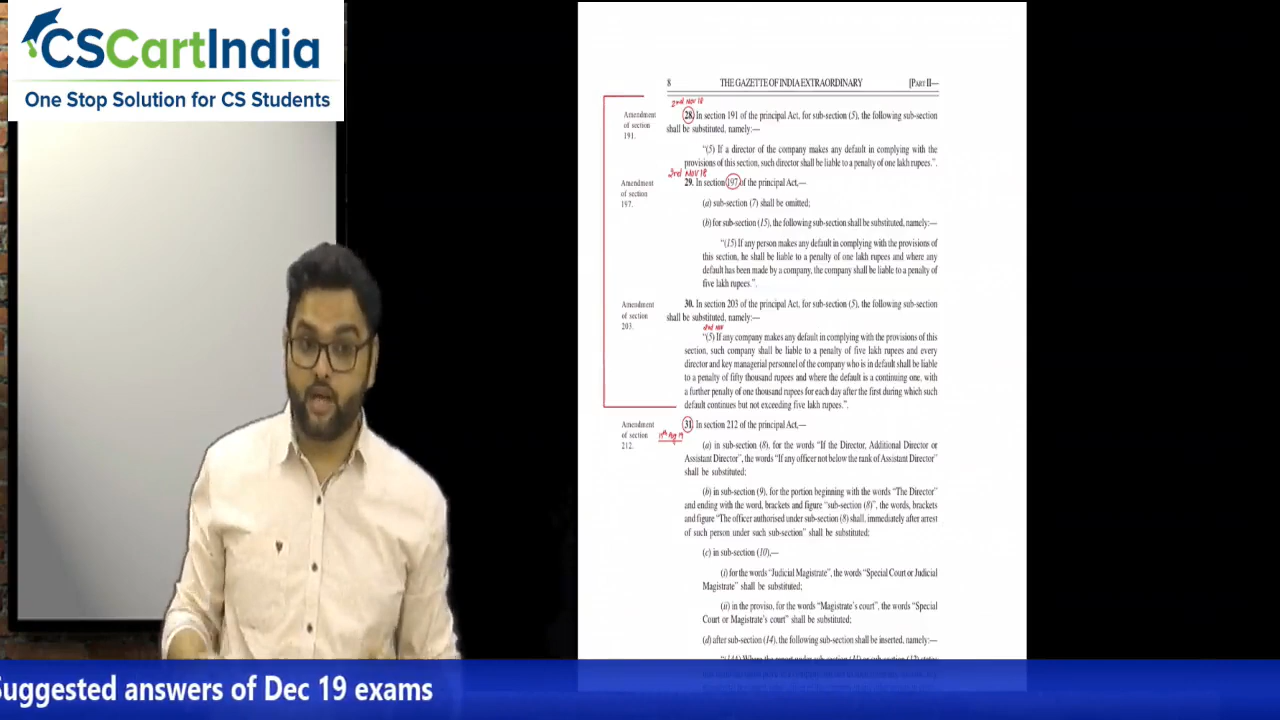 CSCartIndia
One Stop Solution for CS Students
8 THE GAZETTE OF INDIA EXTRAORDINARY [PART II—
2nd Nov 18
Amendment
of section
191.
28. In section 191 of the principal Act, for sub-section (5), the following sub-section
shall be substituted, namely:—
“(5) If a director of the company makes any default in complying with the
provisions of this section, such director shall be liable to a penalty of one lakh rupees.”.
2nd Nov 18
Amendment
of section
197.
29. In section 197 of the principal Act,—
(a) sub-section (7) shall be omitted;
(b) for sub-section (15), the following sub-section shall be substituted, namely:—
“(15) If any person makes any default in complying with the provisions of
this section, he shall be liable to a penalty of one lakh rupees and where any
default has been made by a company, the company shall be liable to a penalty of
five lakh rupees.”.
Amendment
of section
203.
30. In section 203 of the principal Act, for sub-section (5), the following sub-section
shall be substituted, namely:—
2nd Nov
“(5) If any company makes any default in complying with the provisions of this
section, such company shall be liable to a penalty of five lakh rupees and every
director and key managerial personnel of the company who is in default shall be liable
to a penalty of fifty thousand rupees and where the default is a continuing one, with
a further penalty of one thousand rupees for each day after the first during which such
default continues but not exceeding five lakh rupees.”.
Amendment
of section
212.
31. In section 212 of the principal Act,—
(a) in sub-section (8), for the words “If the Director, Additional Director or
Assistant Director”, the words “If any officer not below the rank of Assistant Director”
shall be substituted;
(b) in sub-section (9), for the portion beginning with the words “The Director”
and ending with the word, brackets and figure “sub-section (8)”, the words, brackets
and figure “The officer authorised under sub-section (8) shall, immediately after arrest
of such person under such sub-section” shall be substituted;
(c) in sub-section (10),—
(i) for the words “Judicial Magistrate”, the words “Special Court or Judicial
Magistrate” shall be substituted;
(ii) in the proviso, for the words “Magistrate’s court”, the words “Special
Court or Magistrate’s court” shall be substituted;
(d) after sub-section (14), the following sub-section shall be inserted, namely:—
Suggested answers of Dec 19 exams